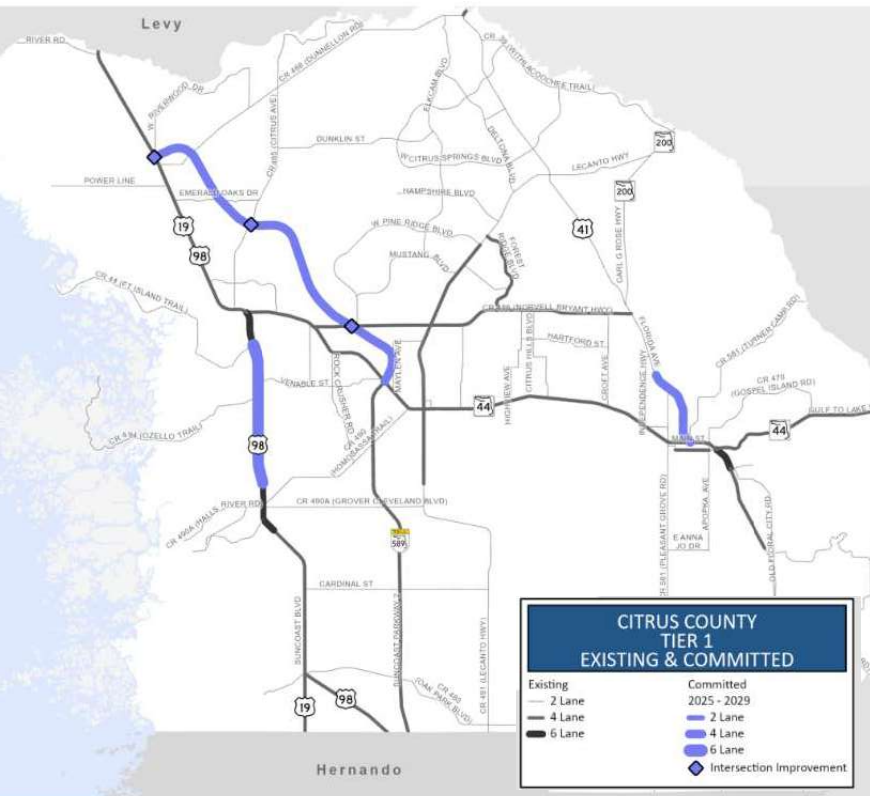 Levy
RIVER RD
W. RIVERWOOD DR
CR 488 (DUNNELLON RD)
CR 39 (WITHLACOOCHEE TRAIL)
ELKCAM BLVD
CR 495 (CITRUS AVE)
DUNKLIN ST
DELTONA BLVD
W CITRUS SPRINGS BLVD
LECANTO HWY
200
POWER LINE
EMERALD OAKS DR
HAMPSHIRE BLVD
200
19
98
W PINE RIDGE BLVD
41
CARL G ROSE HWY
MUSTANG BLVD
FOREST
RIDGE BLVD
CR 44 (FT ISLAND TRAIL)
CR 486 (NORVELL BRYANT HWY)
FLORIDA AVE
CR 581 (TURNER CAMP RD)
HARTFORD ST
CITRUS HILLS BLVD
CROFT AVE
INDEPENDENCE HWY
MAYLEN AVE
ROCK CRUSHER RD
VENABLE ST
HIGHVIEW AVE
44
CR 470
(GOSPEL ISLAND RD)
GULF TO LAKE
44
MAIN ST
CR 494 (OZELLO TRAIL)
98
CR 490
(HOMOSASSA TRAIL)
CR 490A (HALLS RIVER RD)
CR 490A (GROVER CLEVELAND BLVD)
589
APOPKA AVE
E ANNA
JO DR
CR 581 (PLEASANT GROVE RD)
OLD FLORAL CITY RD
CARDINAL ST
SUNCOAST BLVD
SUNCOAST PARKWAY 2
CR 491 (LECANTO HWY)
CR 480
(OAK PARK BLVD)
98
19
Hernando
CITRUS COUNTY
TIER 1
EXISTING & COMMITTED
Existing
2 Lane
4 Lane
6 Lane
Committed
2025 - 2029
2 Lane
4 Lane
6 Lane
Intersection Improvement